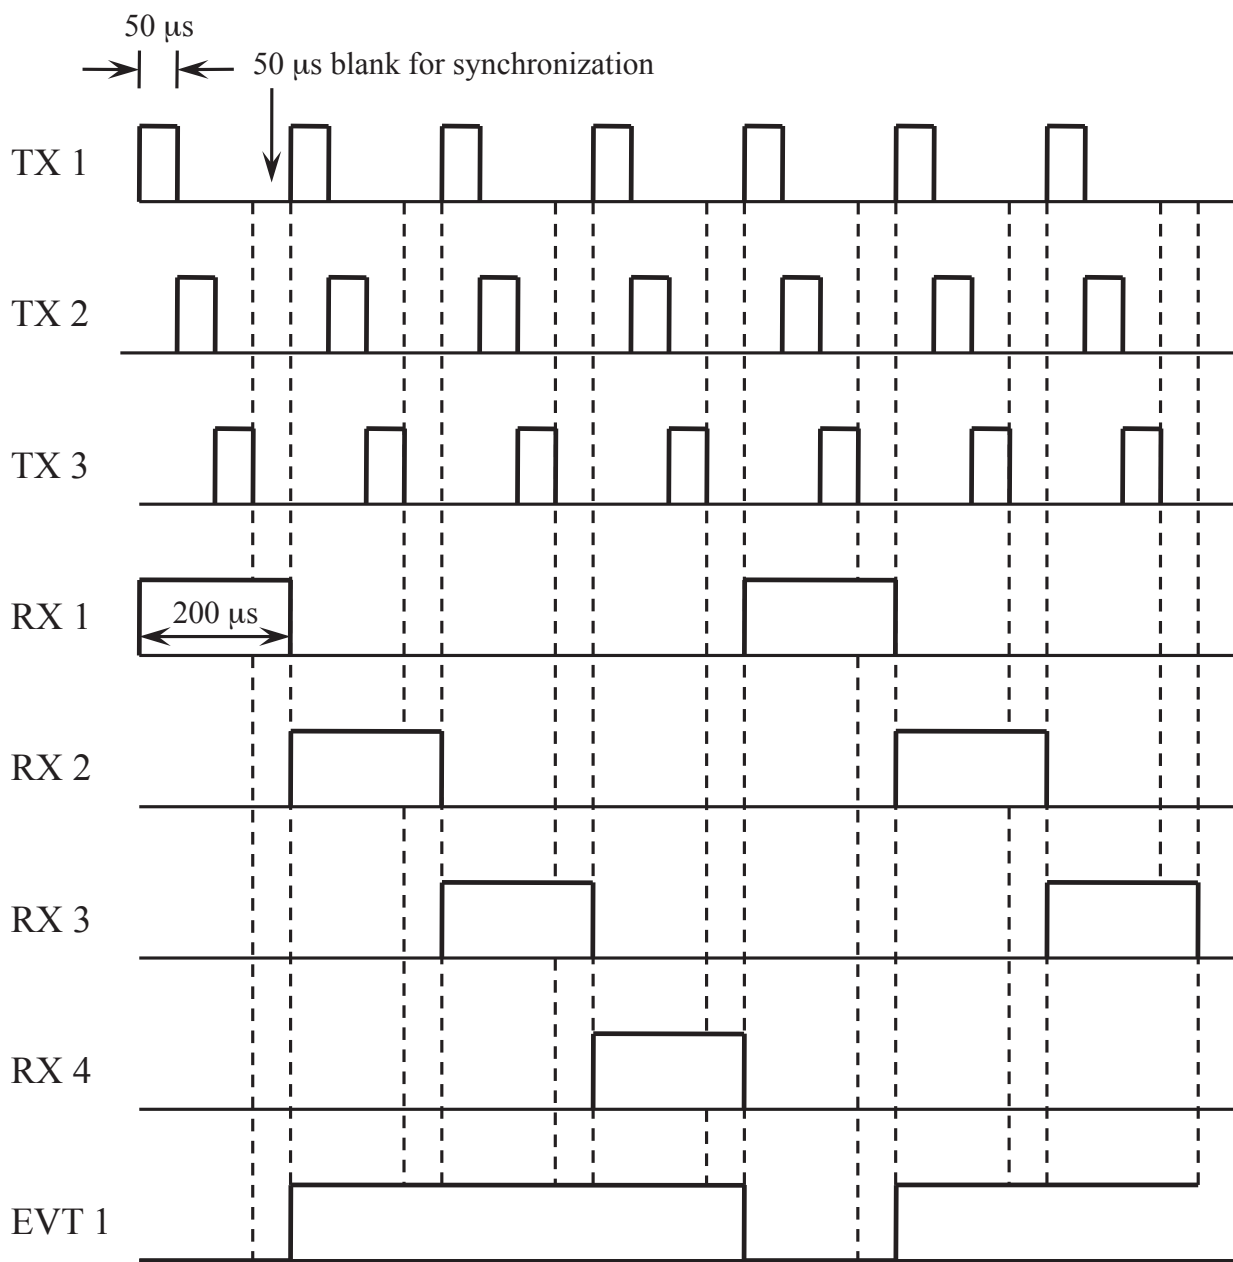 50 μs
50 μs blank for synchronization
TX 1
TX 2
TX 3
RX 1
200 μs
RX 2
RX 3
RX 4
EVT 1